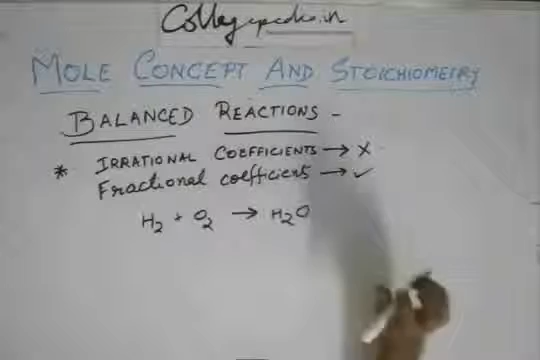 Collegepedia.in
MOLE CONCEPT AND STOICHIOMETRY
BALANCED REACTIONS -
* IRRATIONAL COEFFICIENTS → X
Fractional coefficients → ✓
H₂ + O₂ → H₂O